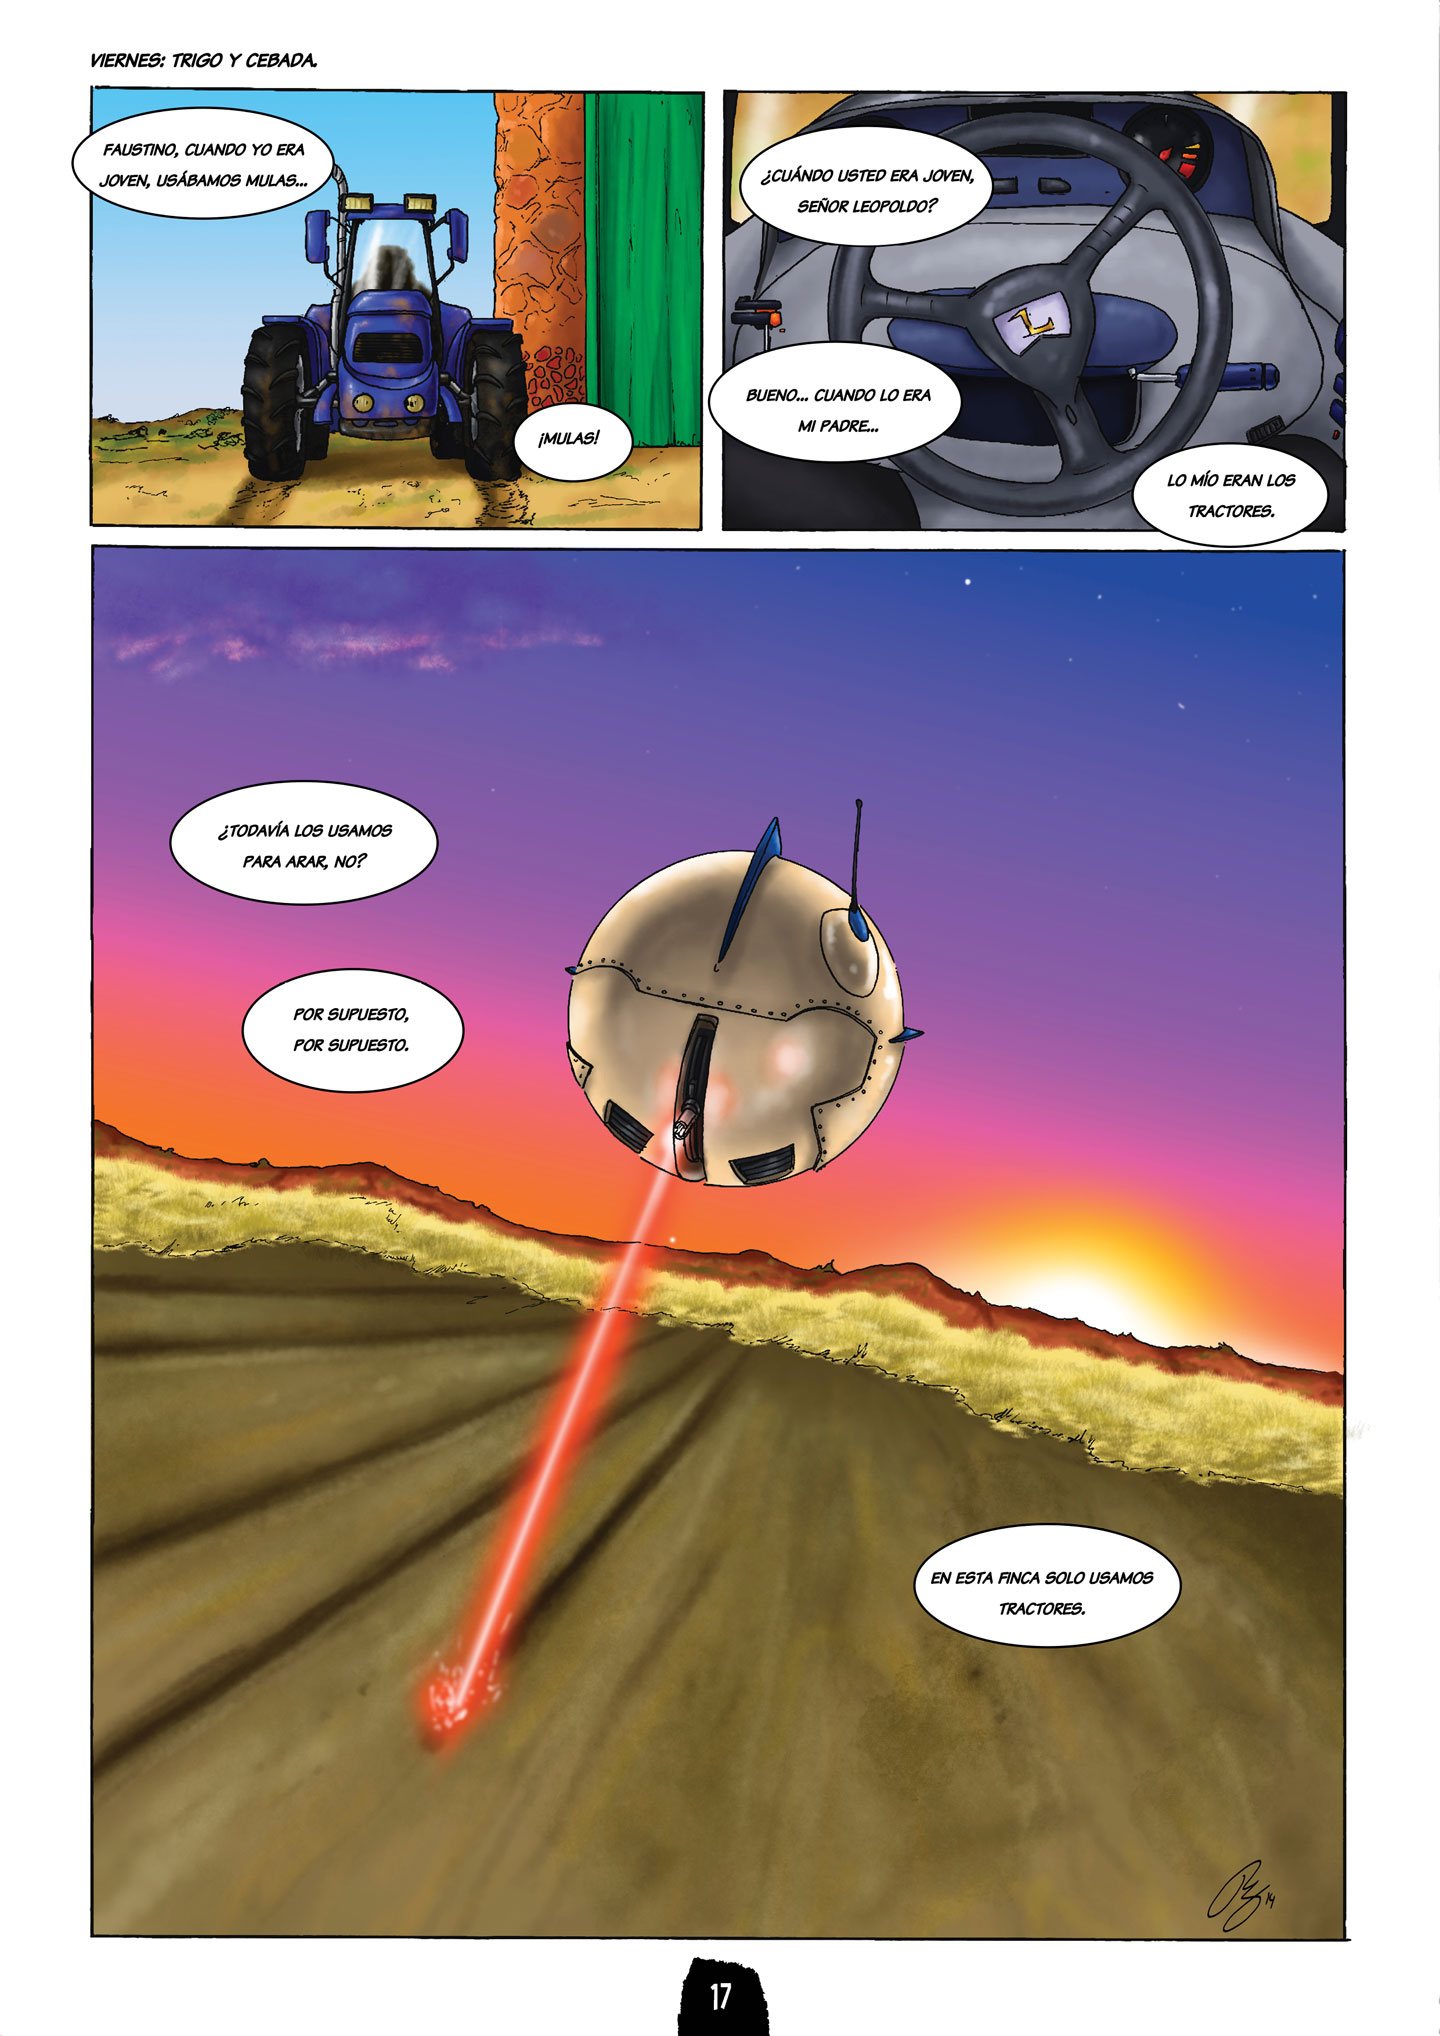 VIERNES: TRIGO Y CEBADA.
FAUSTINO, CUANDO YO ERA
JOVEN, USÁBAMOS MULAS...
¡MULAS!
¿CUÁNDO USTED ERA JOVEN,
SEÑOR LEOPOLDO?
BUENO... CUANDO LO ERA
MI PADRE...
LO MÍO ERAN LOS
TRACTORES.
¿TODAVÍA LOS USAMOS
PARA ARAR, NO?
POR SUPUESTO,
POR SUPUESTO.
EN ESTA FINCA SOLO USAMOS
TRACTORES.
17